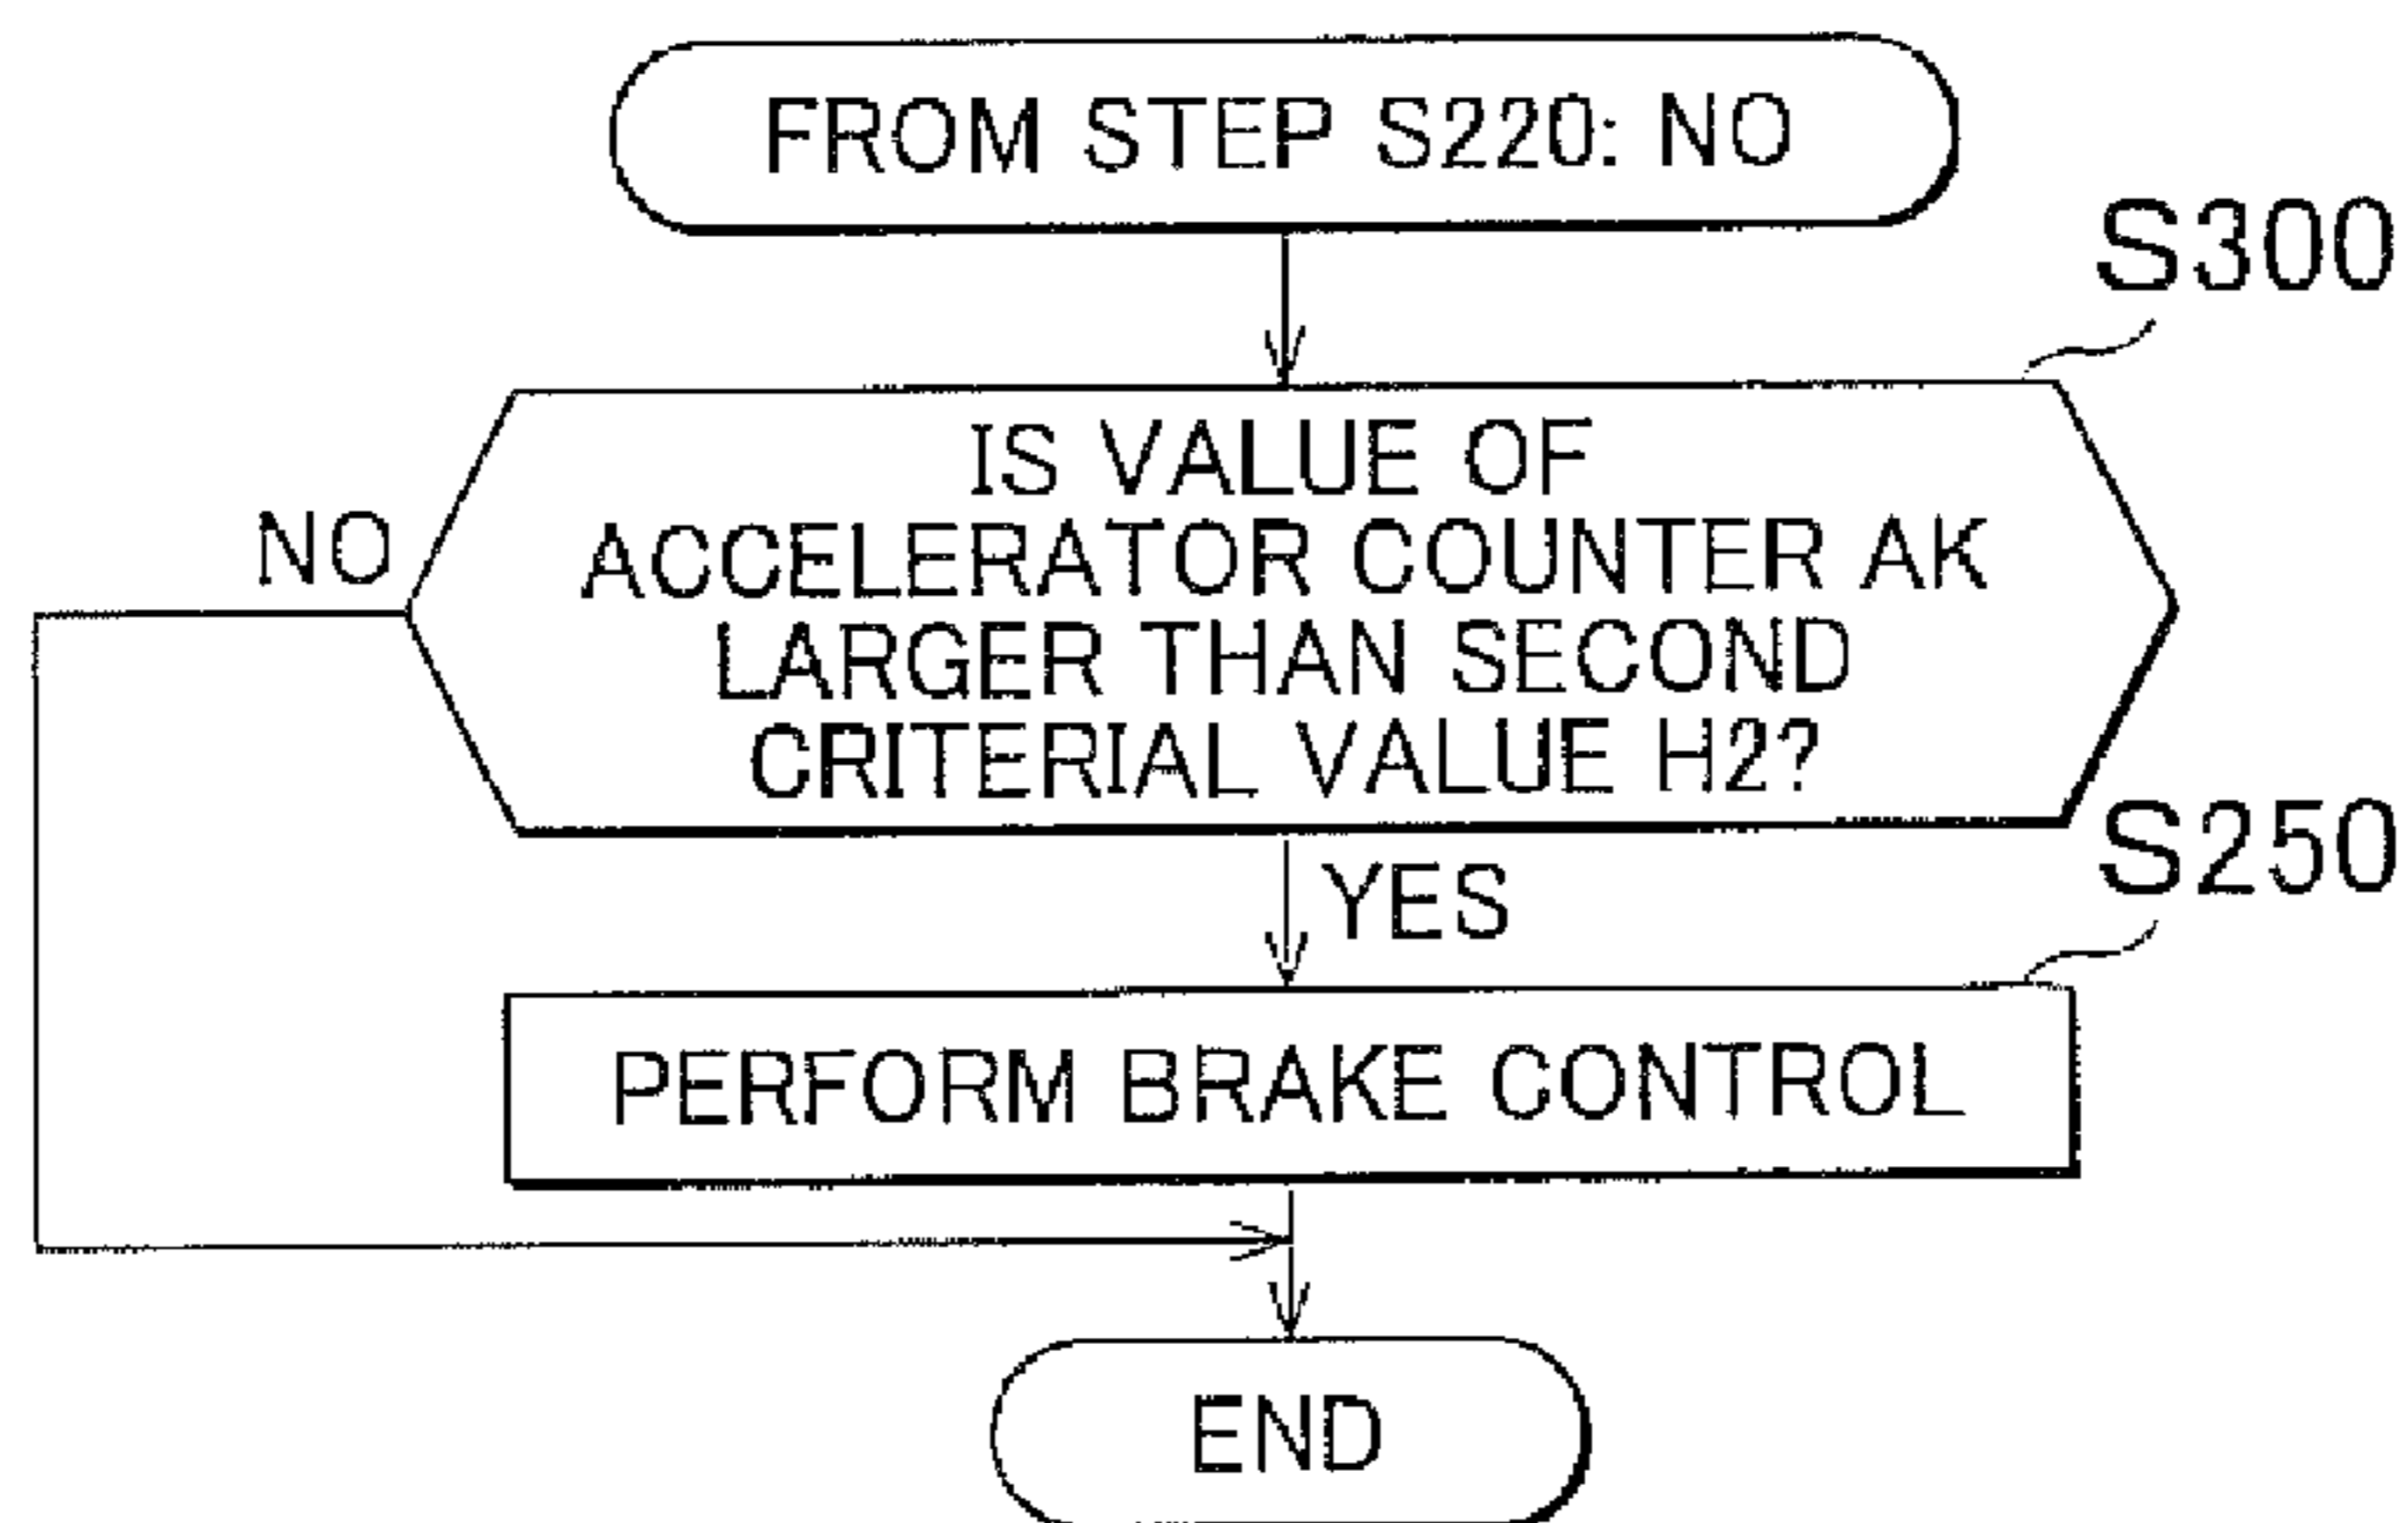 FROM STEP S220: NO
S300
IS VALUE OF
ACCELERATOR COUNTER AK
LARGER THAN SECOND
CRITERIAL VALUE H2?
NO
YES
S250
PERFORM BRAKE CONTROL
END